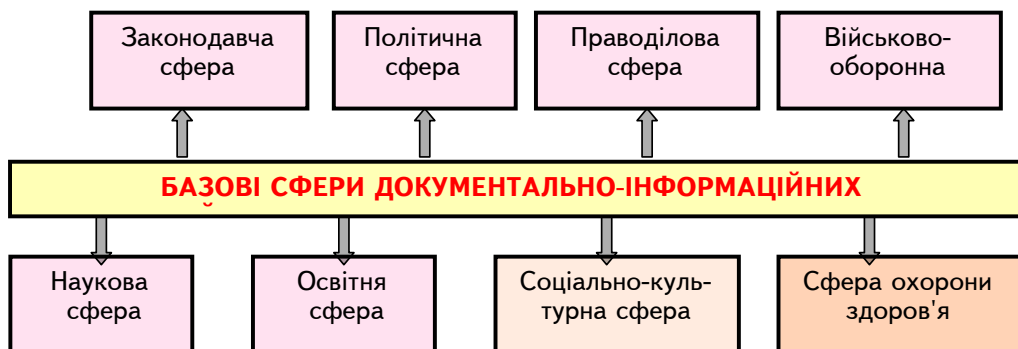 Законодавча
сфера
Політична
сфера
Праводілова
сфера
Військово-
оборонна
БАЗОВІ СФЕРИ ДОКУМЕНТАЛЬНО-ІНФОРМАЦІЙНИХ
Наукова
сфера
Освітня
сфера
Соціально-куль-
турна сфера
Сфера охорони
здоров'я